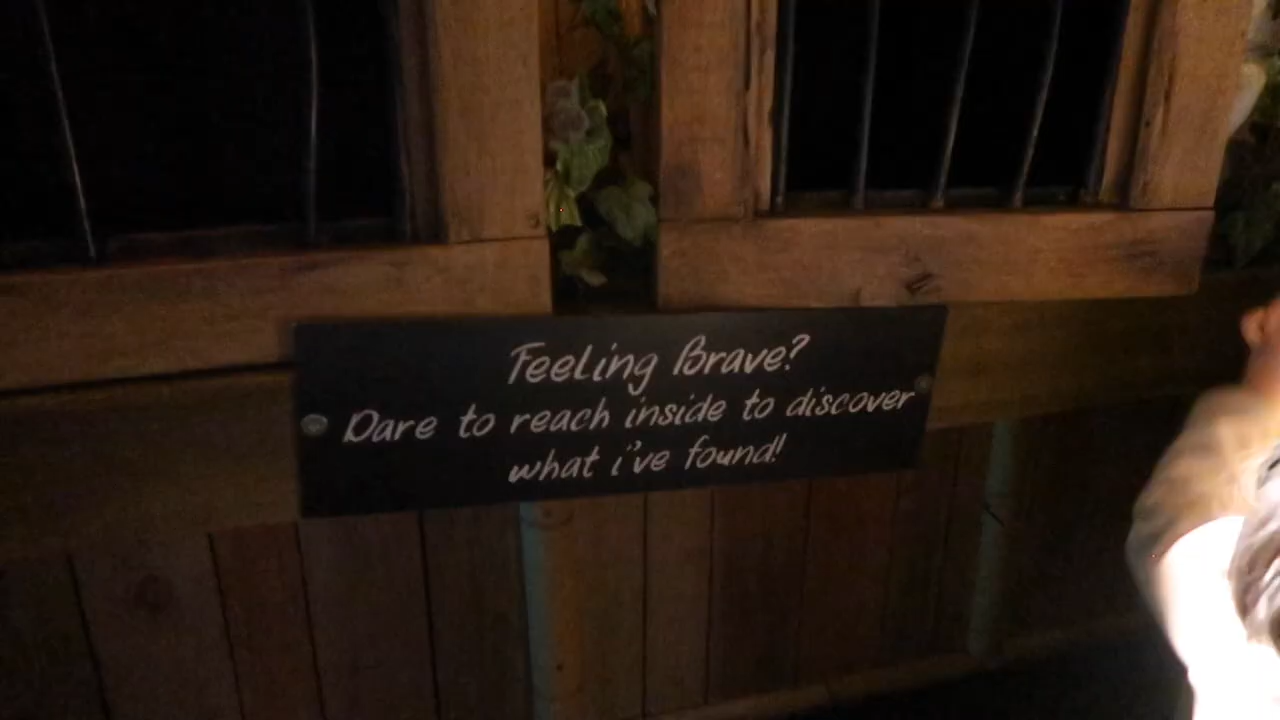 Feeling Brave?
Dare to reach inside to discover
what i've found!